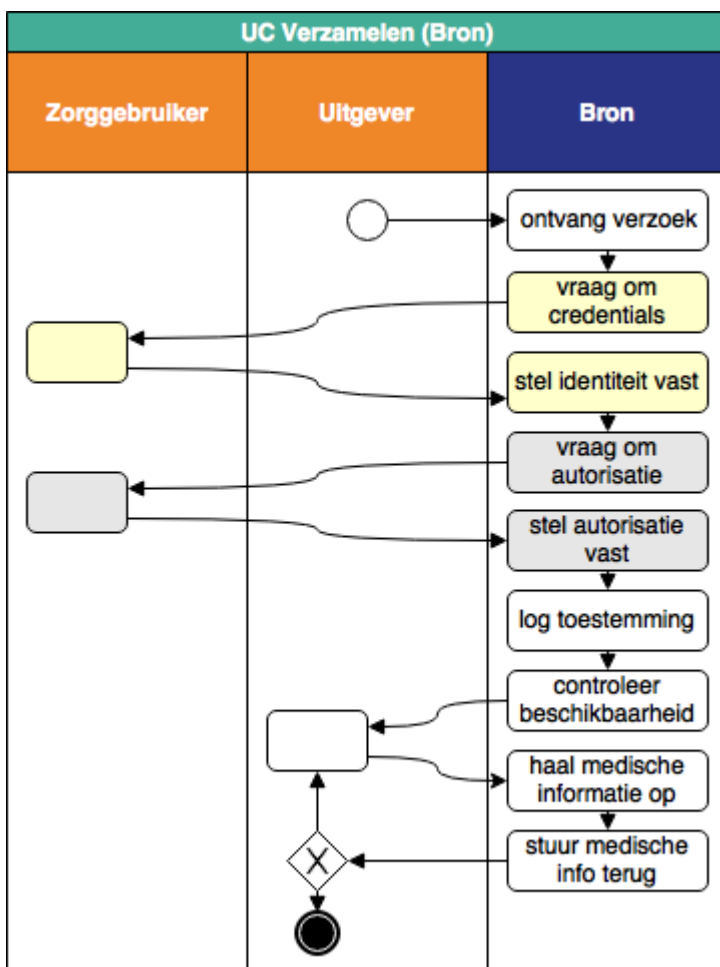 UC Verzamelen (Bron)
Zorggebruiker
Uitgever
Bron
ontvang verzoek
vraag om
credentials
stel identiteit vast
vraag om
autorisatie
stel autorisatie
vast
log toestemming
controleer
beschikbaarheid
haal medische
informatie op
stuur medische
info terug
X